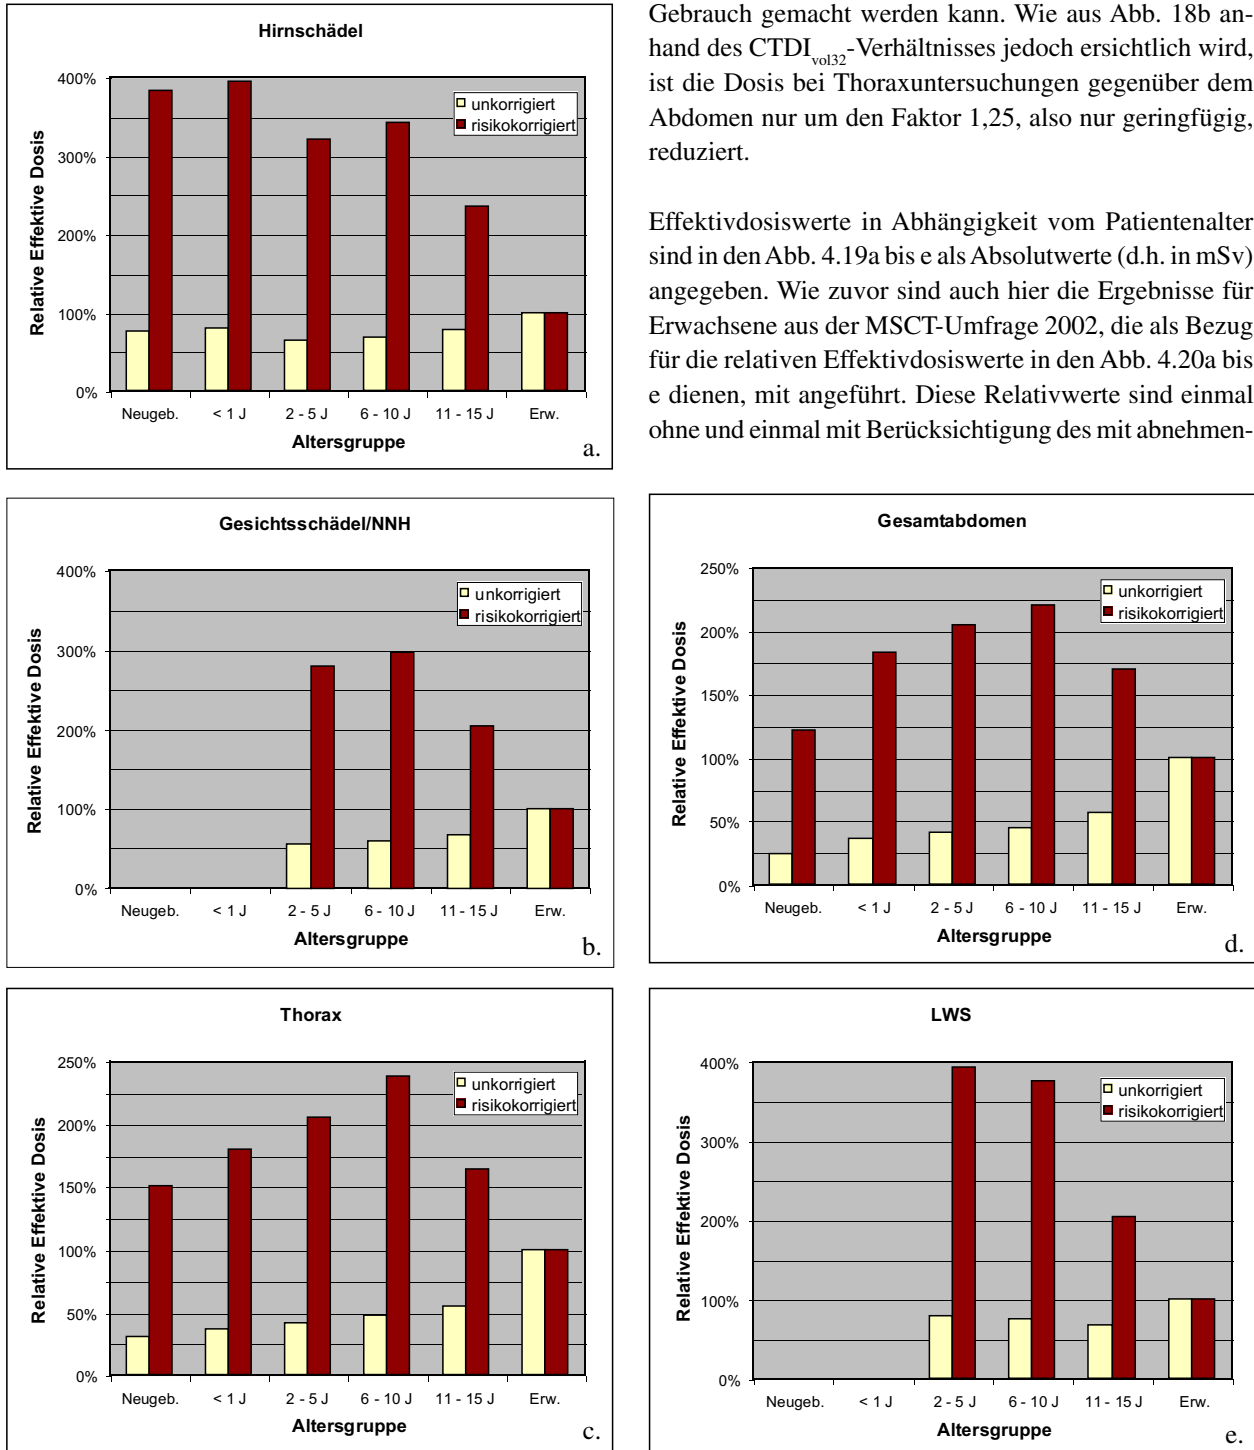 Hirnschädel
400%
300%
200%
100%
0%
Relative Effektive Dosis
unkorrigiert
risikokorrigiert
Neugeb. < 1 J 2 - 5 J 6 - 10 J 11 - 15 J Erw.
Altersgruppe
a.
Gebrauch gemacht werden kann. Wie aus Abb. 18b an-
hand des CTDIvol32-Verhältnisses jedoch ersichtlich wird,
ist die Dosis bei Thoraxuntersuchungen gegenüber dem
Abdomen nur um den Faktor 1,25, also nur geringfügig,
reduziert.
Effektivdosiswerte in Abhängigkeit vom Patientenalter
sind in den Abb. 4.19a bis e als Absolutwerte (d.h. in mSv)
angegeben. Wie zuvor sind auch hier die Ergebnisse für
Erwachsene aus der MSCT-Umfrage 2002, die als Bezug
für die relativen Effektivdosiswerte in den Abb. 4.20a bis
e dienen, mit angeführt. Diese Relativwerte sind einmal
ohne und einmal mit Berücksichtigung des mit abnehmen-
Gesichtsschädel/NNH
400%
300%
200%
100%
0%
Relative Effektive Dosis
unkorrigiert
risikokorrigiert
Neugeb. < 1 J 2 - 5 J 6 - 10 J 11 - 15 J Erw.
Altersgruppe
b.
Thorax
250%
200%
150%
100%
50%
0%
Relative Effektive Dosis
unkorrigiert
risikokorrigiert
Neugeb. < 1 J 2 - 5 J 6 - 10 J 11 - 15 J Erw.
Altersgruppe
c.
Gesamtabdomen
250%
200%
150%
100%
50%
0%
Relative Effektive Dosis
unkorrigiert
risikokorrigiert
Neugeb. < 1 J 2 - 5 J 6 - 10 J 11 - 15 J Erw.
Altersgruppe
d.
LWS
400%
300%
200%
100%
0%
Relative Effektive Dosis
unkorrigiert
risikokorrigiert
Neugeb. < 1 J 2 - 5 J 6 - 10 J 11 - 15 J Erw.
Altersgruppe
e.